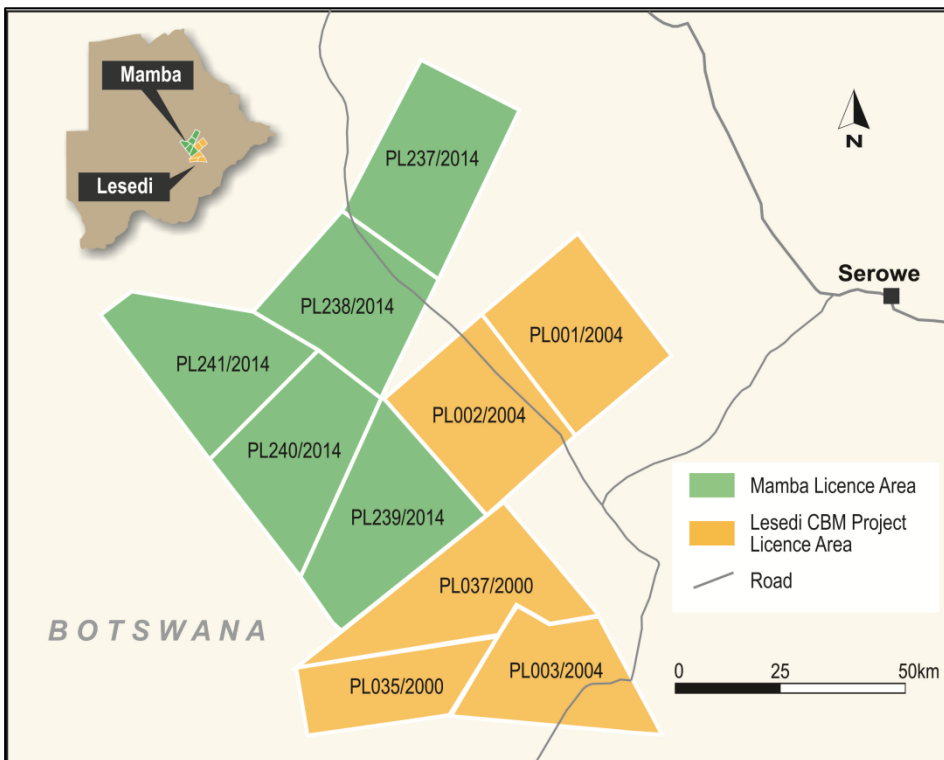 Mamba
Lesedi
N
PL237/2014
PL238/2014
Serowe
PL001/2004
PL241/2014
PL002/2004
PL240/2014
PL239/2014
Mamba Licence Area
Lesedi CBM Project
Licence Area
Road
PL037/2000
BOTSWANA
PL003/2004
PL035/2000
0 25 50km